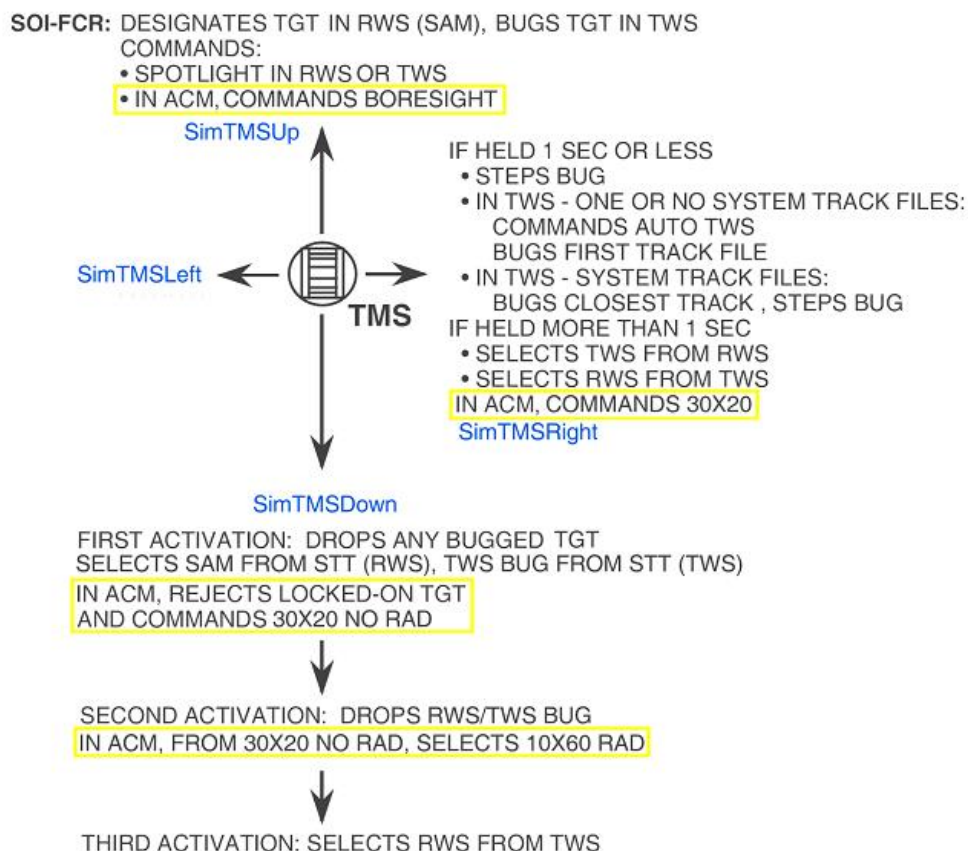 SOI-FCR: DESIGNATES TGT IN RWS (SAM), BUGS TGT IN TWS
COMMANDS:
• SPOTLIGHT IN RWS OR TWS
• IN ACM, COMMANDS BORESIGHT
SimTMSUp
IF HELD 1 SEC OR LESS
• STEPS BUG
• IN TWS - ONE OR NO SYSTEM TRACK FILES:
COMMANDS AUTO TWS
BUGS FIRST TRACK FILE
• IN TWS - SYSTEM TRACK FILES:
BUGS CLOSEST TRACK , STEPS BUG
IF HELD MORE THAN 1 SEC
• SELECTS TWS FROM RWS
• SELECTS RWS FROM TWS
IN ACM, COMMANDS 30X20
SimTMSRight
SimTMSLeft
TMS
SimTMSDown
FIRST ACTIVATION: DROPS ANY BUGGED TGT
SELECTS SAM FROM STT (RWS), TWS BUG FROM STT (TWS)
IN ACM, REJECTS LOCKED-ON TGT
AND COMMANDS 30X20 NO RAD
SECOND ACTIVATION: DROPS RWS/TWS BUG
IN ACM, FROM 30X20 NO RAD, SELECTS 10X60 RAD
THIRD ACTIVATION: SELECTS RWS FROM TWS